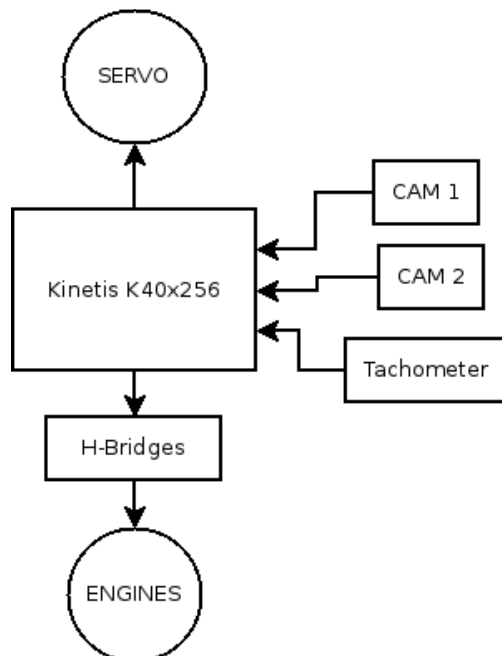 SERVO
CAM 1
Kinetis K40x256
CAM 2
Tachometer
H-Bridges
ENGINES